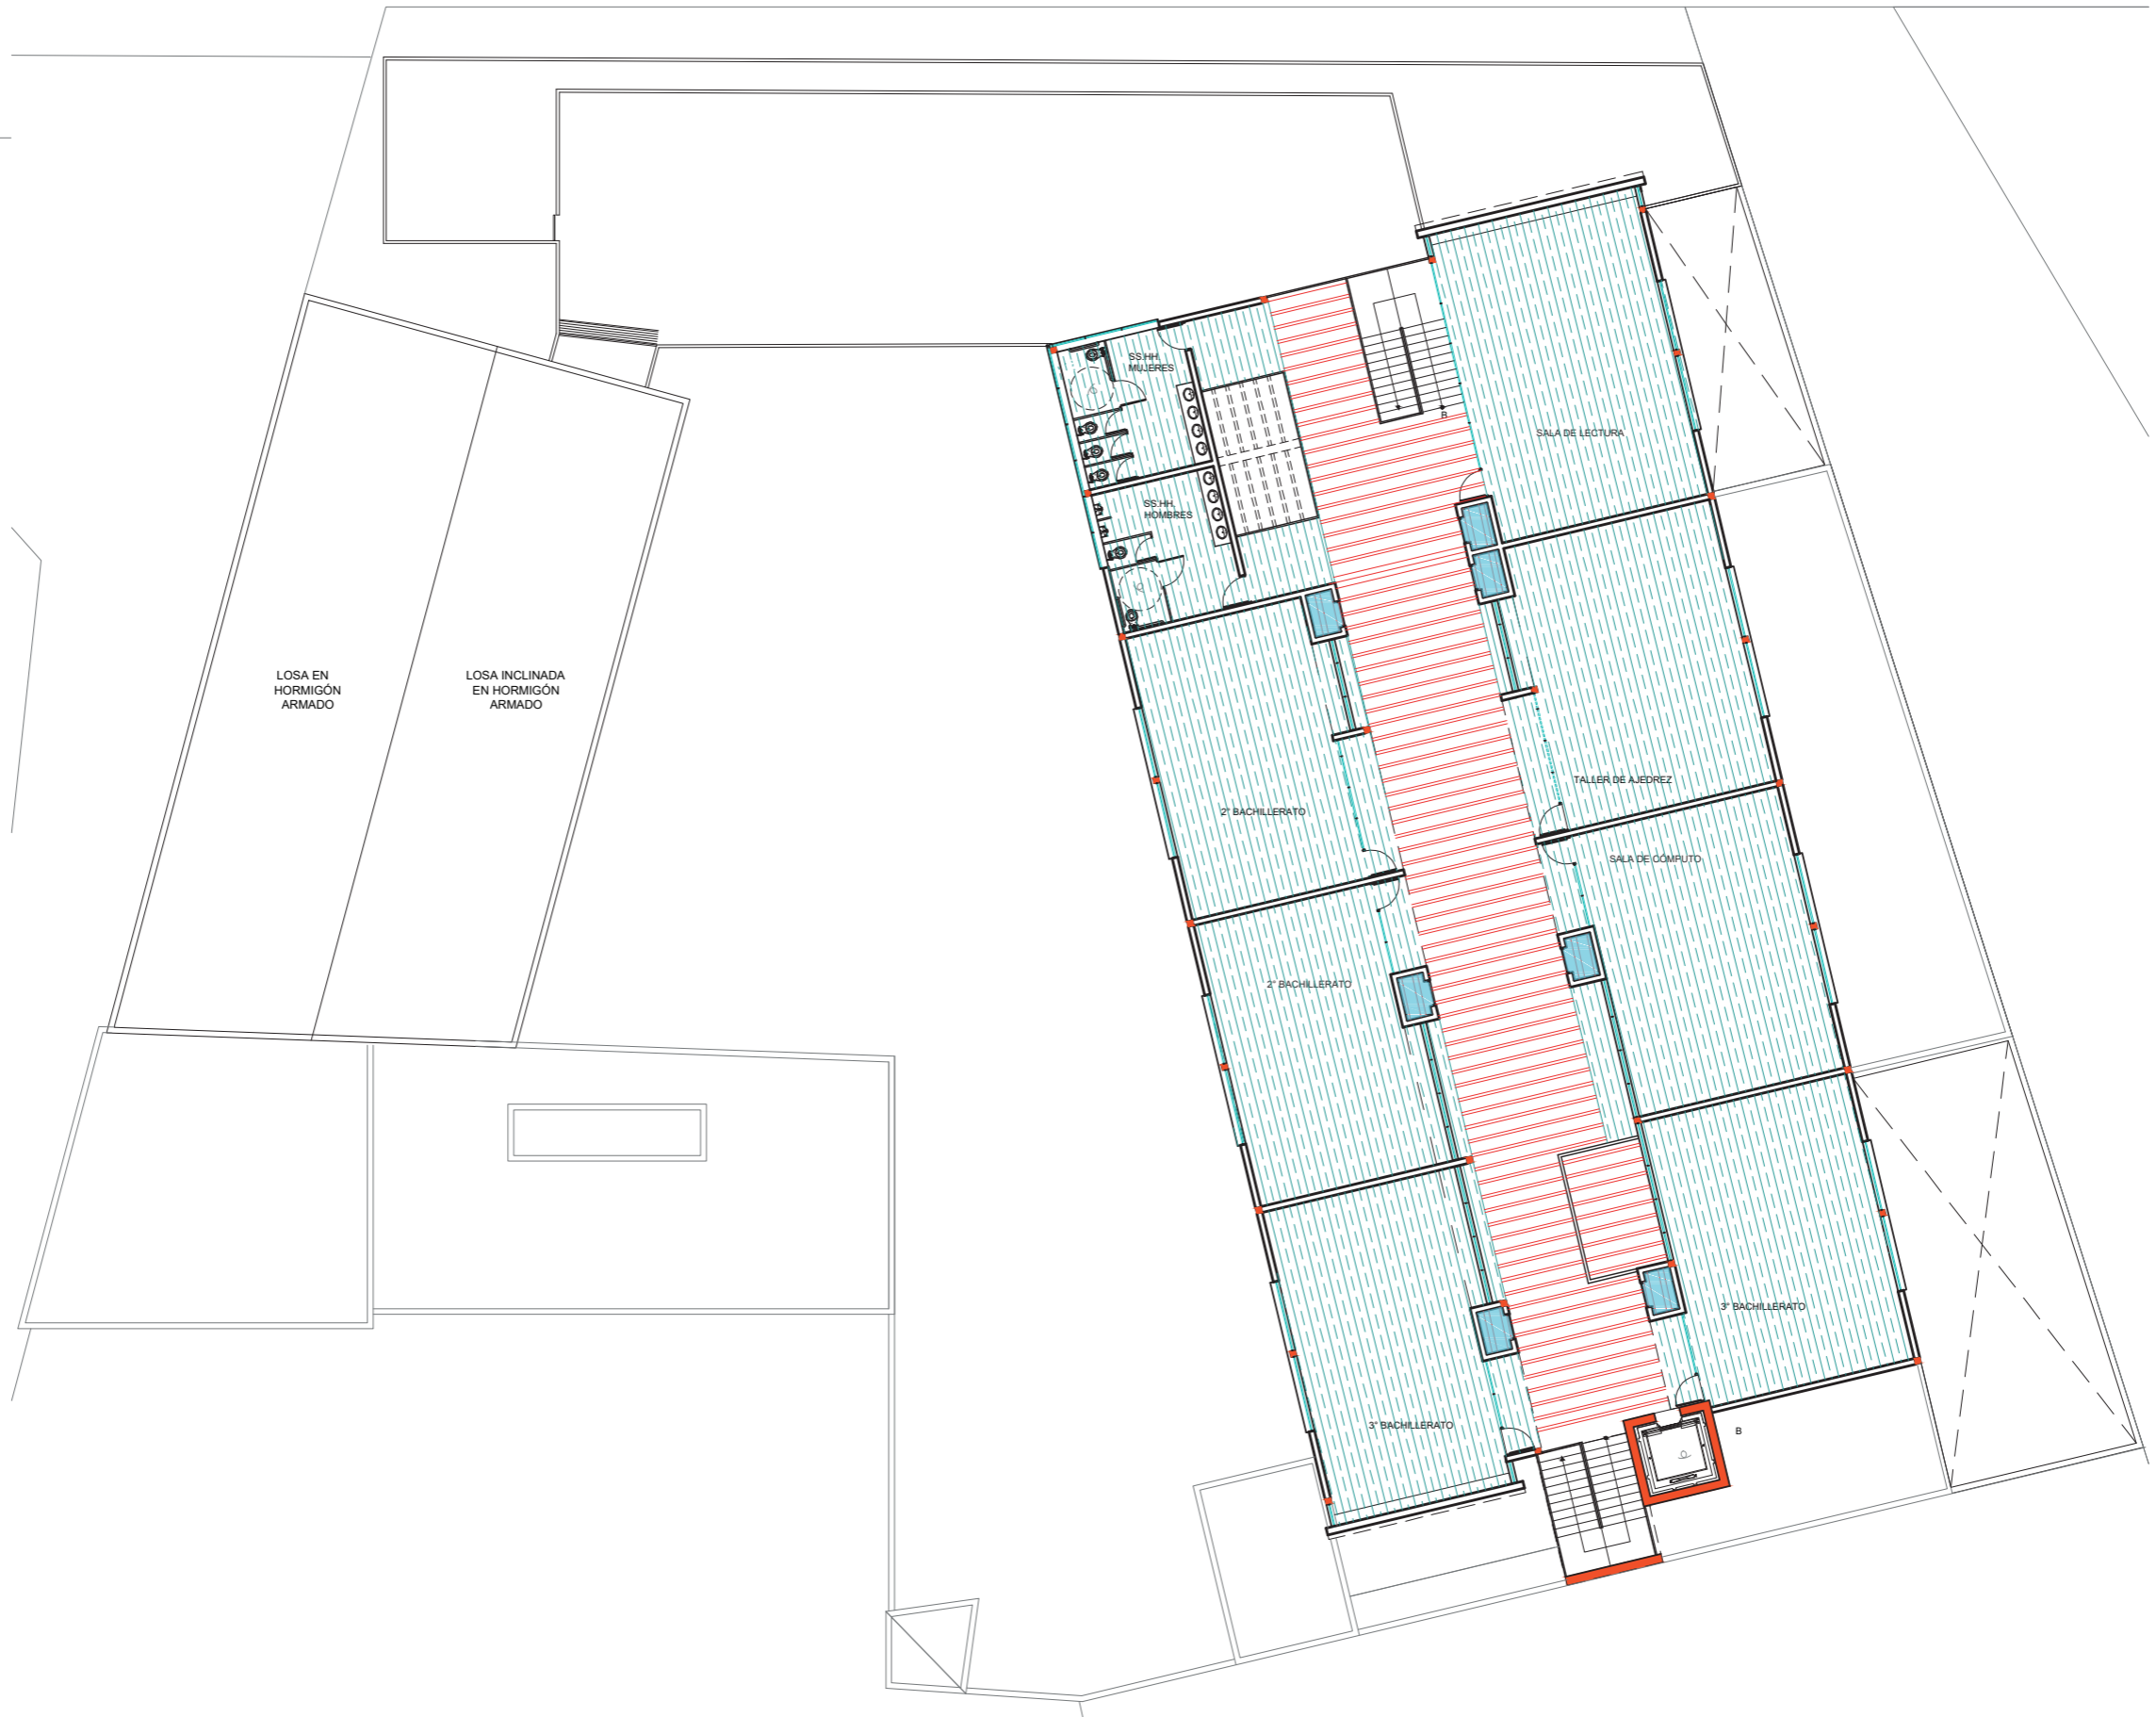 SS.HH.
MUJERES
B
SALA DE LECTURA
SS.HH.
HOMBRES
LOSA EN
HORMIGÓN
ARMADO
LOSA INCLINADA
EN HORMIGÓN
ARMADO
TALLER DE AJEDREZ
2° BACHILLERATO
SALA DE CÓMPUTO
2° BACHILLERATO
3° BACHILLERATO
3° BACHILLERATO
B